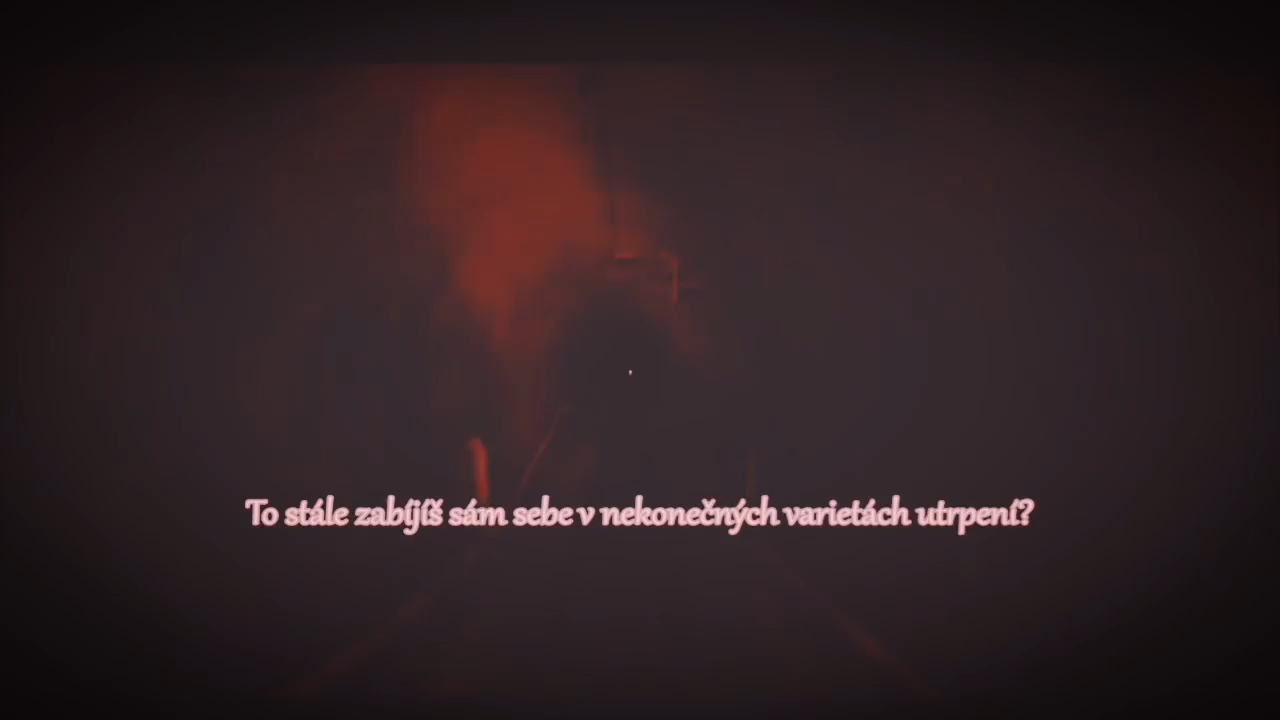 To stále zabíjíš sám sebe v nekonečných varietách utrpení?